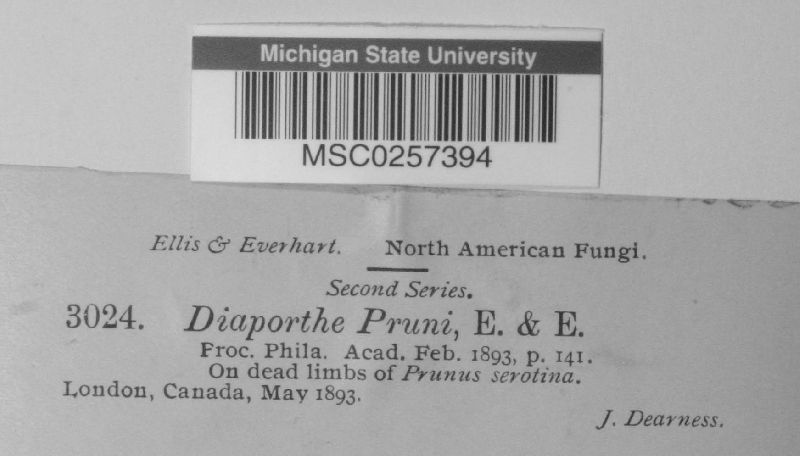 Michigan State University
MSC0257394
Ellis & Everhart. North American Fungi.
Second Series.
3024. Diaporthe Pruni, E. & E.
Froc. Phila. Acad. Feb. 1893, p. 141.
On dead limbs of Prunus serotina.
London, Canada, May 1893.
J. Dearness.